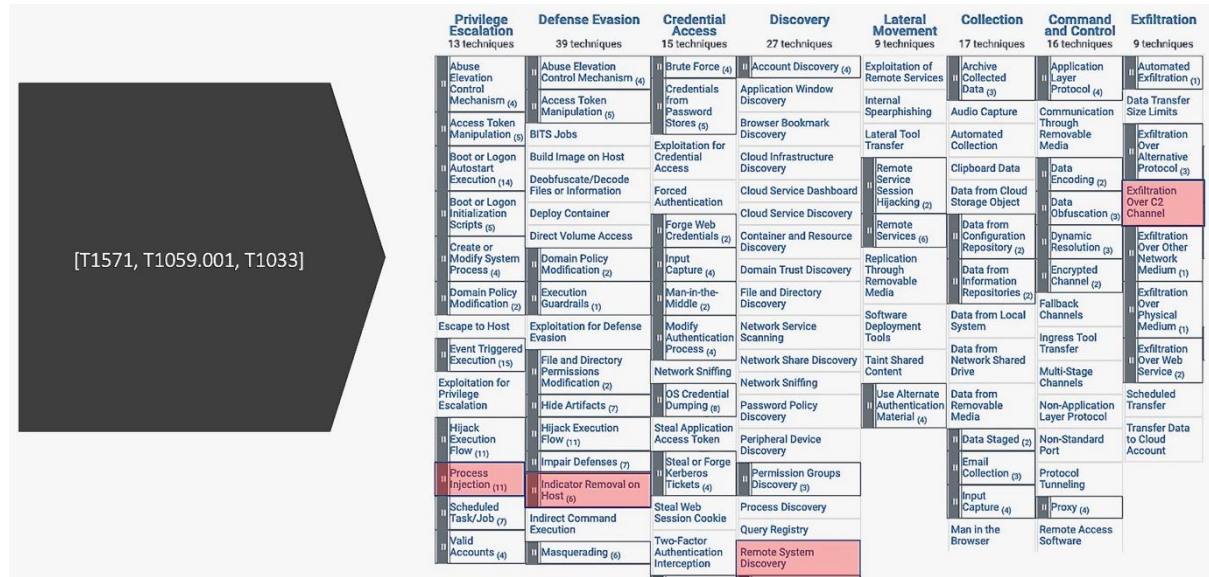 [T1571, T1059.001, T1033]
Privilege
Escalation
13 techniques
Abuse
Elevation
Control
Mechanism (4)
Access Token
Manipulation (5)
Boot or Logon
Autostart
Execution (14)
Boot or Logon
Initialization
Scripts (5)
Create or
Modify System
Process (4)
Domain Policy
Modification (2)
Escape to Host
Event Triggered
Execution (15)
Exploitation for
Privilege
Escalation
Hijack
Execution
Flow (11)
Process
Injection (11)
Scheduled
Task/Job (7)
Valid
Accounts (4)
Defense Evasion
39 techniques
Abuse Elevation
Control Mechanism (4)
Access Token
Manipulation (5)
BITS Jobs
Build Image on Host
Deobfuscate/Decode
Files or Information
Deploy Container
Direct Volume Access
Domain Policy
Modification (2)
Execution
Guardrails (1)
Exploitation for Defense
Evasion
File and Directory
Permissions
Modification (2)
Hide Artifacts (7)
Hijack Execution
Flow (11)
Impair Defenses (7)
Indicator Removal on
Host (6)
Indirect Command
Execution
Masquerading (6)
Credential
Access
15 techniques
Brute Force (4)
Credentials
from
Password
Stores (5)
Exploitation for
Credential
Access
Forced
Authentication
Forge Web
Credentials (2)
Input
Capture (4)
Man-in-the-
Middle (2)
Modify
Authentication
Process (4)
Network Sniffing
OS Credential
Dumping (8)
Steal Application
Access Token
Steal or Forge
Kerberos
Tickets (4)
Steal Web
Session Cookie
Two-Factor
Authentication
Interception
Discovery
27 techniques
Account Discovery (4)
Application Window
Discovery
Browser Bookmark
Discovery
Cloud Infrastructure
Discovery
Cloud Service Dashboard
Cloud Service Discovery
Container and Resource
Discovery
Domain Trust Discovery
File and Directory
Discovery
Network Service
Scanning
Network Share Discovery
Network Sniffing
Password Policy
Discovery
Peripheral Device
Discovery
Permission Groups
Discovery (3)
Process Discovery
Query Registry
Remote System
Discovery
Lateral
Movement
9 techniques
Exploitation of
Remote Services
Internal
Spearphishing
Lateral Tool
Transfer
Remote
Service
Session
Hijacking (2)
Remote
Services (6)
Replication
Through
Removable
Media
Software
Deployment
Tools
Taint Shared
Content
Use Alternate
Authentication
Material (4)
Collection
17 techniques
Archive
Collected
Data (3)
Audio Capture
Automated
Collection
Clipboard Data
Data from Cloud
Storage Object
Data from
Configuration
Repository (2)
Data from
Information
Repositories (2)
Data from Local
System
Data from
Network Shared
Drive
Data from
Removable
Media
Data Staged (2)
Email
Collection (3)
Input
Capture (4)
Man in the
Browser
Command
and Control
16 techniques
Application
Layer
Protocol (4)
Communication
Through
Removable
Media
Data
Encoding (2)
Data
Obfuscation (3)
Dynamic
Resolution (3)
Encrypted
Channel (2)
Fallback
Channels
Ingress Tool
Transfer
Multi-Stage
Channels
Non-Application
Layer Protocol
Non-Standard
Port
Protocol
Tunneling
Proxy (4)
Remote Access
Software
Exfiltration
9 techniques
Automated
Exfiltration (1)
Data Transfer
Size Limits
Exfiltration
Over
Alternative
Protocol (3)
Exfiltration
Over C2
Channel
Exfiltration
Over Other
Network
Medium (1)
Exfiltration
Over
Physical
Medium (1)
Exfiltration
Over Web
Service (2)
Scheduled
Transfer
Transfer Data
to Cloud
Account